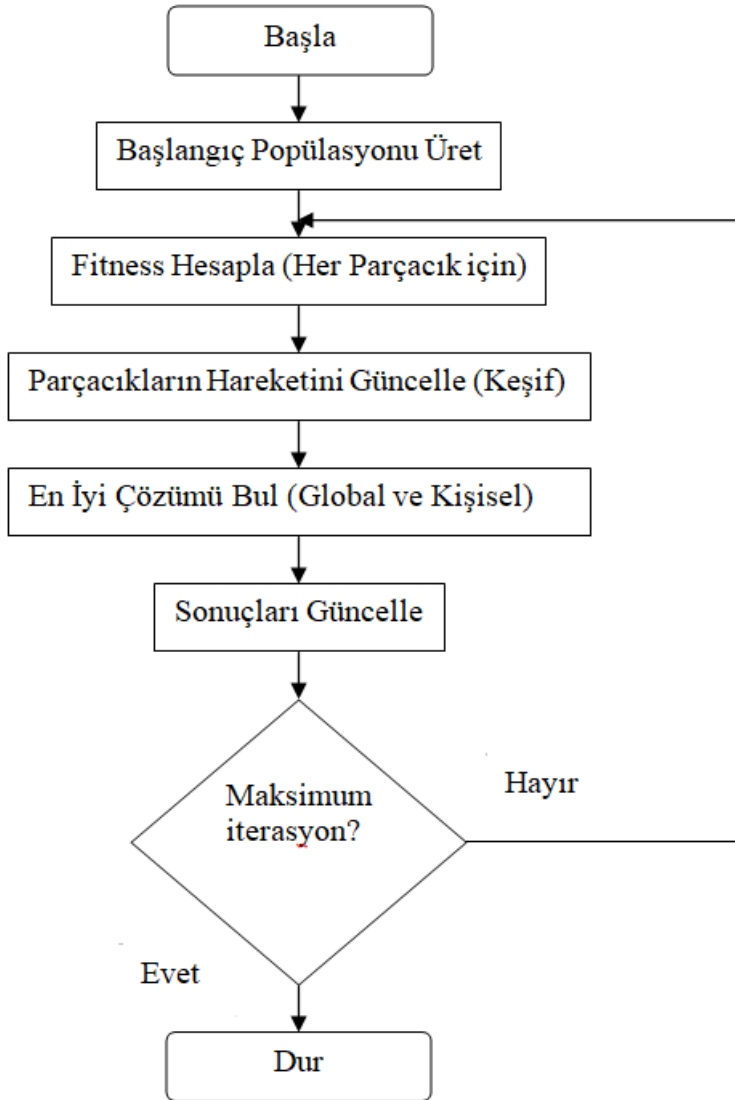 Başla
Başlangıç Popülasyonu Üret
Fitness Hesapla (Her Parçacık için)
Parçacıkların Hareketini Güncelle (Keşif)
En İyi Çözümü Bul (Global ve Kişisel)
Sonuçları Güncelle
Maksimum
iterasyon?
Hayır
Evet
Dur